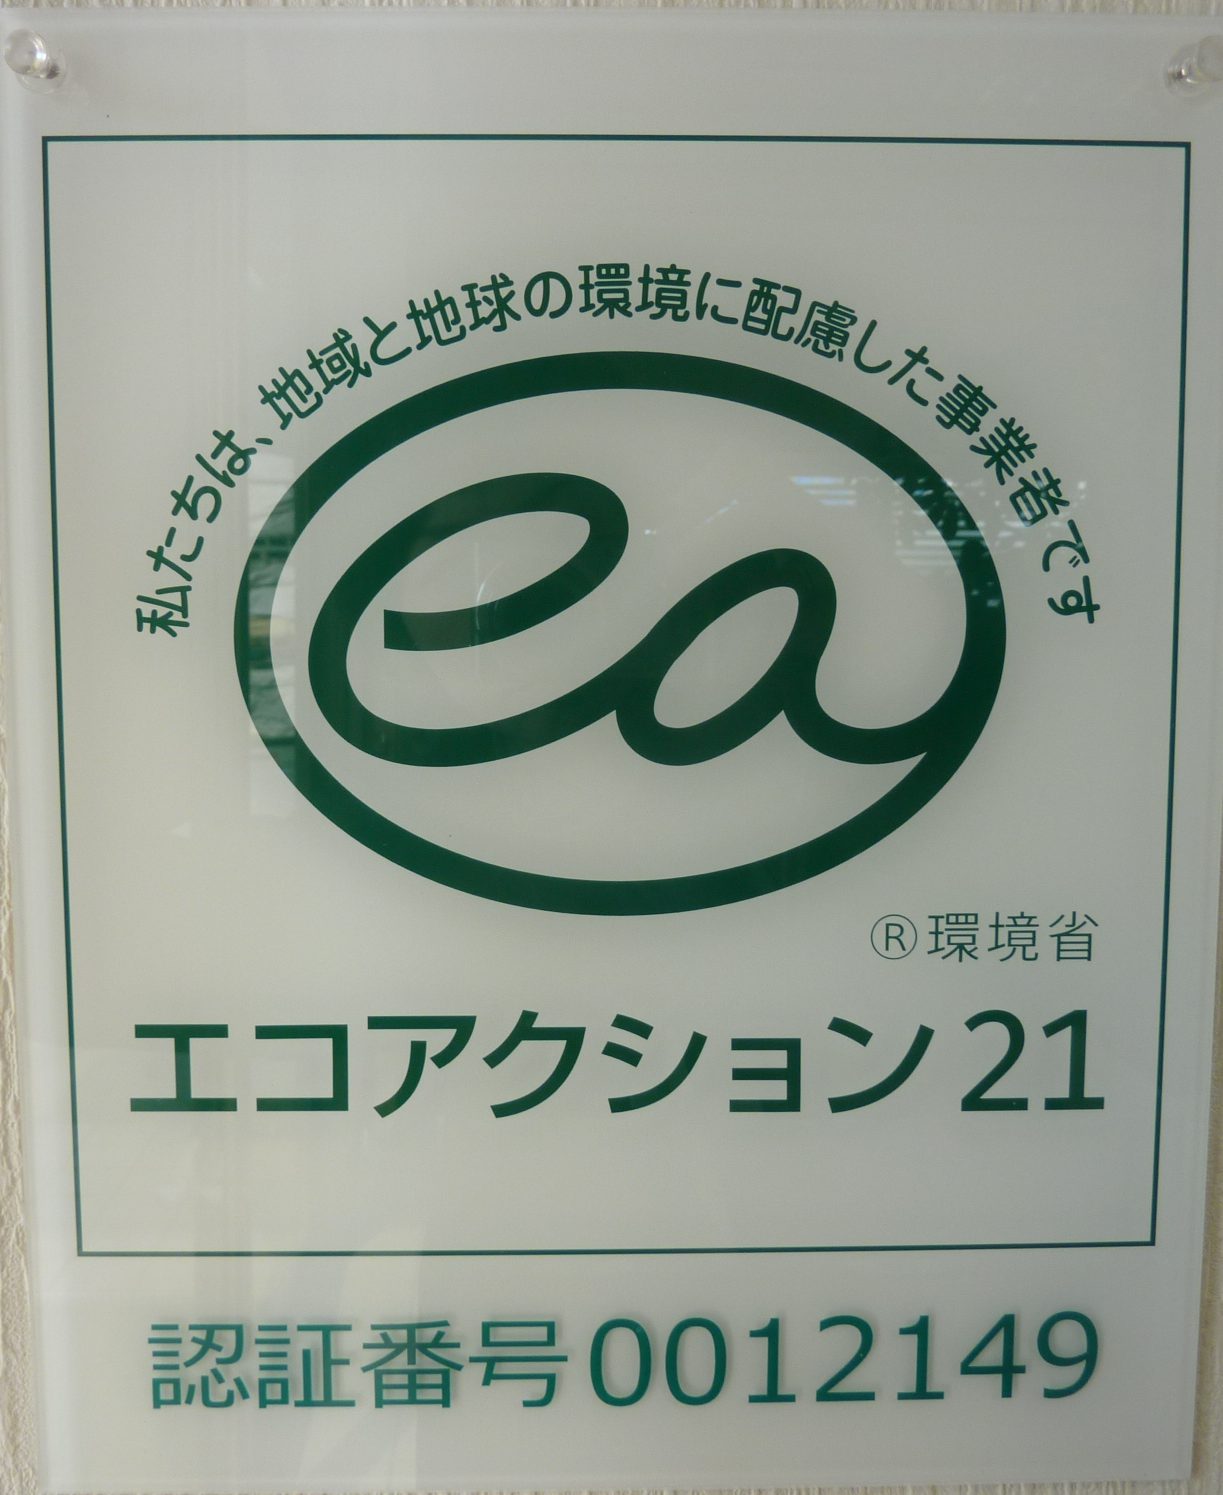 私たちは、地域と地球の環境に配慮した事業者です
ea
Ⓡ環境省
エコアクション21
認証番号0012149